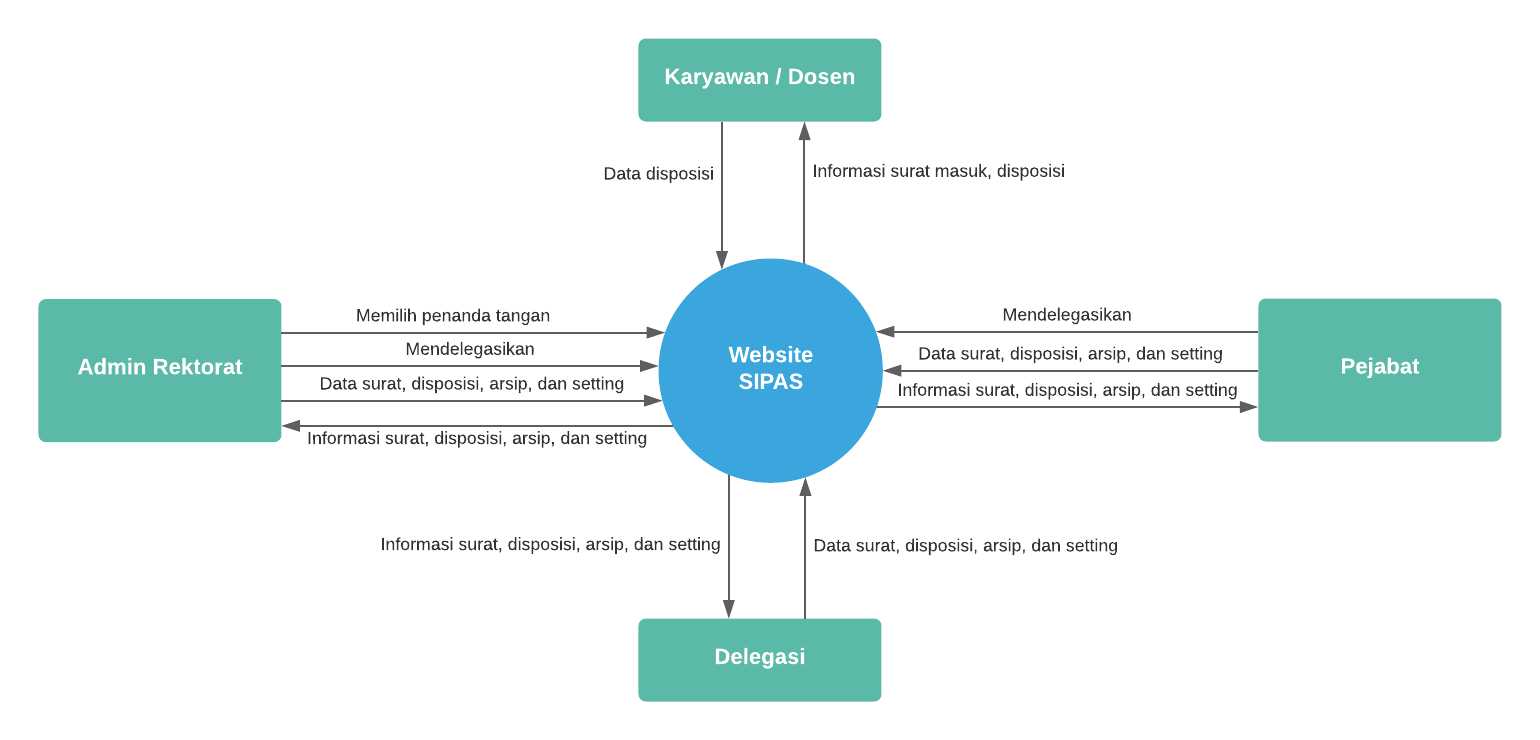 Karyawan / Dosen
Data disposisi
Informasi surat masuk, disposisi
Admin Rektorat
Memilih penanda tangan
Mendelegasikan
Data surat, disposisi, arsip, dan setting
Informasi surat, disposisi, arsip, dan setting
Website
SIPAS
Mendelegasikan
Data surat, disposisi, arsip, dan setting
Informasi surat, disposisi, arsip, dan setting
Pejabat
Informasi surat, disposisi, arsip, dan setting
Data surat, disposisi, arsip, dan setting
Delegasi